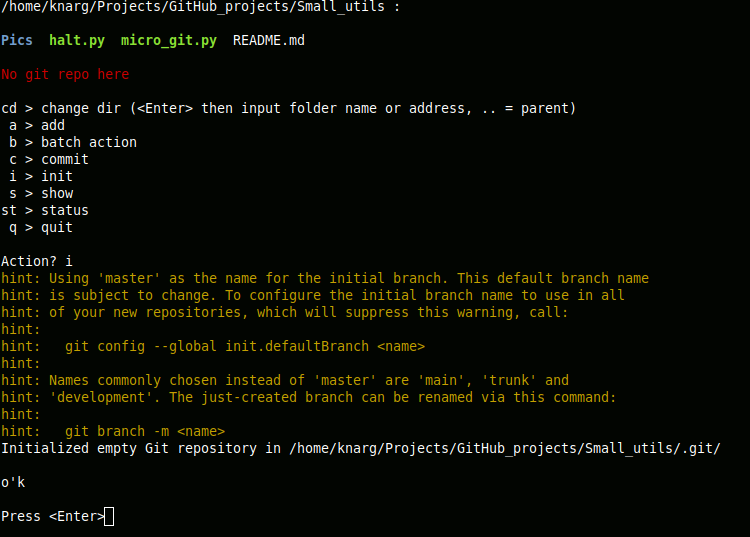 /home/knarg/Projects/GitHub_projects/Small_utils :
Pics  halt.py  micro_git.py  README.md
No git repo here
cd > change dir (<Enter> then input folder name or address, .. = parent)
 a > add
 b > batch action
 c > commit
 i > init
 s > show
st > status
 q > quit
Action? i
hint: Using 'master' as the name for the initial branch. This default branch name
hint: is subject to change. To configure the initial branch name to use in all
hint: of your new repositories, which will suppress this warning, call:
hint:
hint:   git config --global init.defaultBranch <name>
hint:
hint: Names commonly chosen instead of 'master' are 'main', 'trunk' and
hint: 'development'. The just-created branch can be renamed via this command:
hint:
hint:   git branch -m <name>
Initialized empty Git repository in /home/knarg/Projects/GitHub_projects/Small_utils/.git/
o'k
Press <Enter>